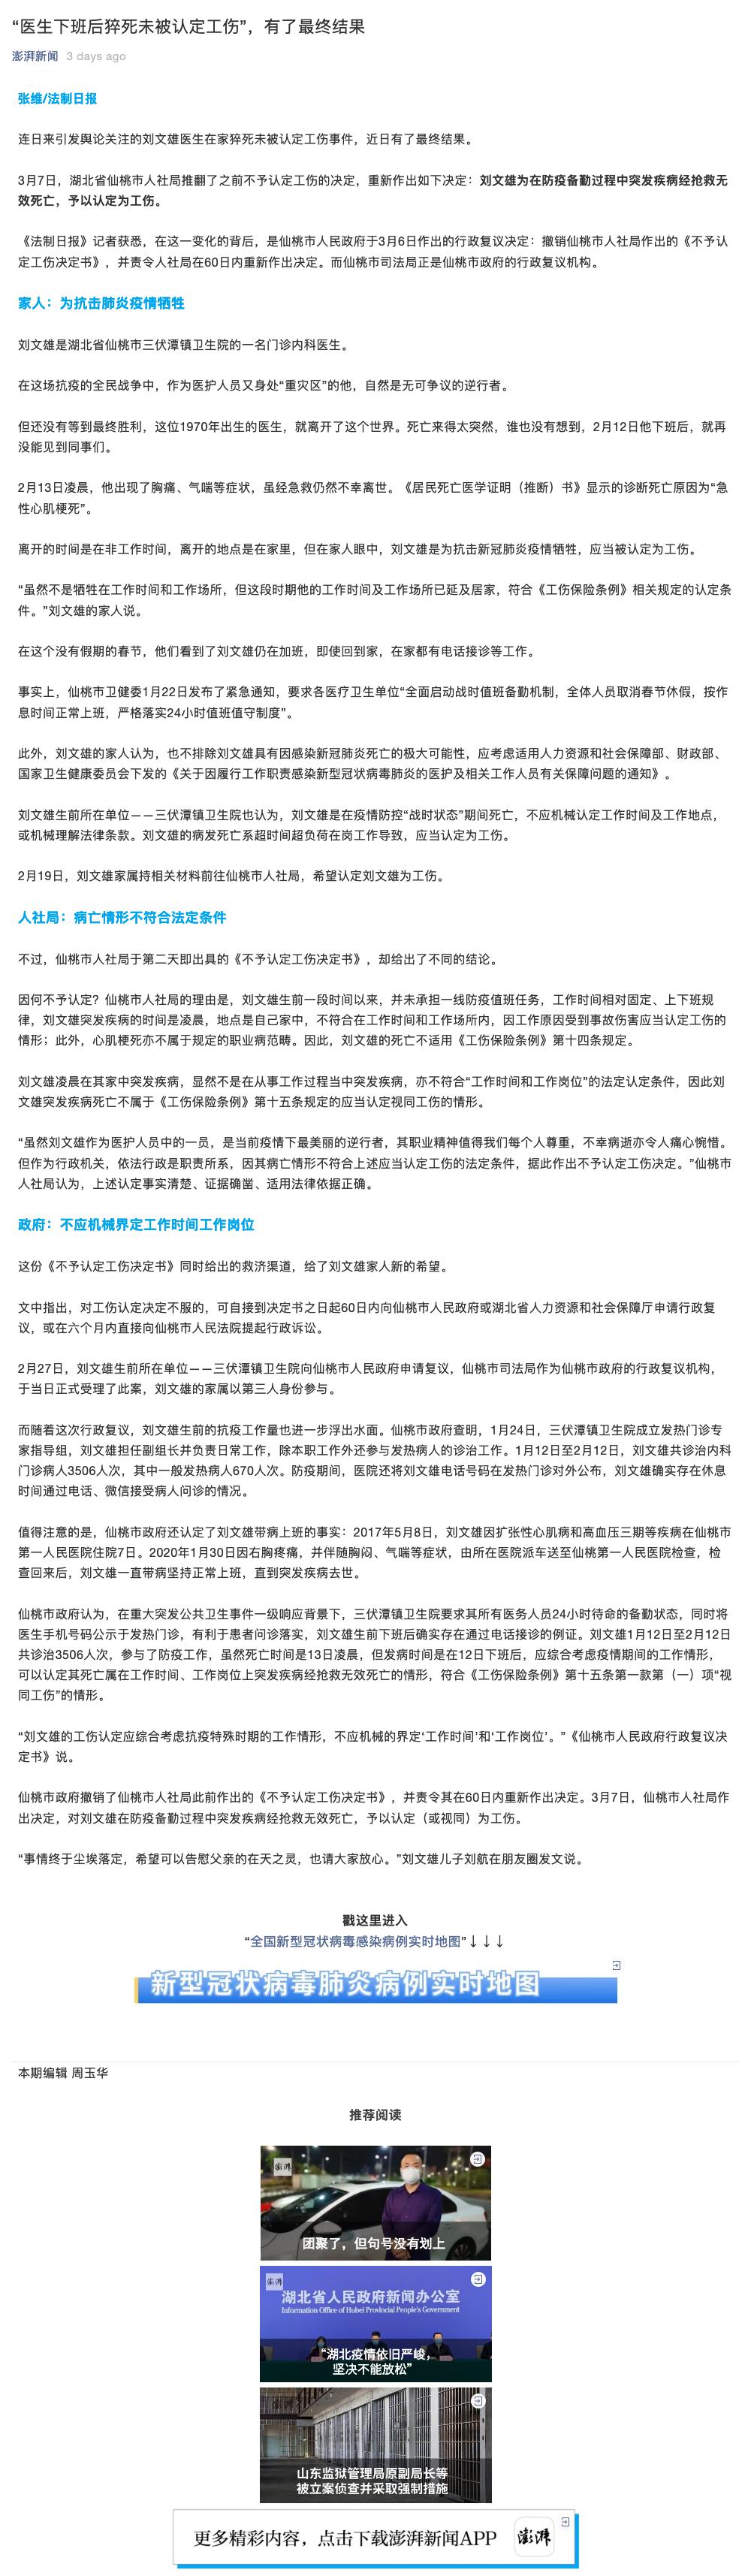 “医生下班后猝死未被认定工伤”，有了最终结果
澎湃新闻 3 days ago
张维/法制日报
连日来引发舆论关注的刘文雄医生在家猝死未被认定工伤事件，近日有了最终结果。
3月7日，湖北省仙桃市人社局推翻了之前不予认定工伤的决定，重新作出如下决定：刘文雄为在防疫备勤过程中突发疾病经抢救无
效死亡，予以认定为工伤。
《法制日报》记者获悉，在这一变化的背后，是仙桃市人民政府于3月6日作出的行政复议决定：撤销仙桃市人社局作出的《不予认
定工伤决定书》，并责令人社局在60日内重新作出决定。而仙桃市司法局正是仙桃市政府的行政复议机构。
家人：为抗击肺炎疫情牺牲
刘文雄是湖北省仙桃市三伏潭镇卫生院的一名门诊内科医生。
在这场抗疫的全民战争中，作为医护人员又身处“重灾区”的他，自然是无可争议的逆行者。
但还没有等到最终胜利，这位1970年出生的医生，就离开了这个世界。死亡来得太突然，谁也没有想到，2月12日他下班后，就再
没能见到同事们。
2月13日凌晨，他出现了胸痛、气喘等症状，虽经急救仍然不幸离世。《居民死亡医学证明（推断）书》显示的诊断死亡原因为“急
性心肌梗死”。
离开的时间是在非工作时间，离开的地点是在家里，但在家人眼中，刘文雄是为抗击新冠肺炎疫情牺牲，应当被认定为工伤。
“虽然不是牺牲在工作时间和工作场所，但这段时期他的工作时间及工作场所已延及居家，符合《工伤保险条例》相关规定的认定条
件。”刘文雄的家人说。
在这个没有假期的春节，他们看到了刘文雄仍在加班，即使回到家，在家都有电话接诊等工作。
事实上，仙桃市卫健委1月22日发布了紧急通知，要求各医疗卫生单位“全面启动战时值班备勤机制，全体人员取消春节休假，按作
息时间正常上班，严格落实24小时值班值守制度”。
此外，刘文雄的家人认为，也不排除刘文雄具有因感染新冠肺炎死亡的极大可能性，应考虑适用人力资源和社会保障部、财政部、
国家卫生健康委员会下发的《关于因履行工作职责感染新型冠状病毒肺炎的医护及相关工作人员有关保障问题的通知》。
刘文雄生前所在单位——三伏潭镇卫生院也认为，刘文雄是在疫情防控“战时状态”期间死亡，不应机械认定工作时间及工作地点，
或机械理解法律条款。刘文雄的病发死亡系超时间超负荷在岗工作导致，应当认定为工伤。
2月19日，刘文雄家属持相关材料前往仙桃市人社局，希望认定刘文雄为工伤。
人社局：病亡情形不符合法定条件
不过，仙桃市人社局于第二天即出具的《不予认定工伤决定书》，却给出了不同的结论。
因何不予认定？仙桃市人社局的理由是，刘文雄生前一段时间以来，并未承担一线防疫值班任务，工作时间相对固定、上下班规
律，刘文雄突发疾病的时间是凌晨，地点是自己家中，不符合在工作时间和工作场所内，因工作原因受到事故伤害应当认定工伤的
情形；此外，心肌梗死亦不属于规定的职业病范畴。因此，刘文雄的死亡不适用《工伤保险条例》第十四条规定。
刘文雄凌晨在其家中突发疾病，显然不是在从事工作过程当中突发疾病，亦不符合“工作时间和工作岗位”的法定认定条件，因此刘
文雄突发疾病死亡不属于《工伤保险条例》第十五条规定的应当认定视同工伤的情形。
“虽然刘文雄作为医护人员中的一员，是当前疫情下最美丽的逆行者，其职业精神值得我们每个人尊重，不幸病逝亦令人痛心惋惜。
但作为行政机关，依法行政是职责所系，因其病亡情形不符合上述应当认定工伤的法定条件，据此作出不予认定工伤决定。”仙桃市
人社局认为，上述认定事实清楚、证据确凿、适用法律依据正确。
政府：不应机械界定工作时间工作岗位
这份《不予认定工伤决定书》同时给出的救济渠道，给了刘文雄家人新的希望。
文中指出，对工伤认定决定不服的，可自接到决定书之日起60日内向仙桃市人民政府或湖北省人力资源和社会保障厅申请行政复
议，或在六个月内直接向仙桃市人民法院提起行政诉讼。
2月27日，刘文雄生前所在单位——三伏潭镇卫生院向仙桃市人民政府申请复议，仙桃市司法局作为仙桃市政府的行政复议机构，
于当日正式受理了此案，刘文雄的家属以第三人身份参与。
而随着这次行政复议，刘文雄生前的抗疫工作量也进一步浮出水面。仙桃市政府查明，1月24日，三伏潭镇卫生院成立发热门诊专
家指导组，刘文雄担任副组长并负责日常工作，除本职工作外还参与发热病人的诊治工作。1月12日至2月12日，刘文雄共诊治内科
门诊病人3506人次，其中一般发热病人670人次。防疫期间，医院还将刘文雄电话号码在发热门诊对外公布，刘文雄确实存在休息
时间通过电话、微信接受病人问诊的情况。
值得注意的是，仙桃市政府还认定了刘文雄带病上班的事实：2017年5月8日，刘文雄因扩张性心肌病和高血压三期等疾病在仙桃市
第一人民医院住院7日。2020年1月30日因右胸疼痛，并伴随胸闷、气喘等症状，由所在医院派车送至仙桃第一人民医院检查，检
查回来后，刘文雄一直带病坚持正常上班，直到突发疾病去世。
仙桃市政府认为，在重大突发公共卫生事件一级响应背景下，三伏潭镇卫生院要求其所有医务人员24小时待命的备勤状态，同时将
医生手机号码公示于发热门诊，有利于患者问诊落实，刘文雄生前下班后确实存在通过电话接诊的例证。刘文雄1月12日至2月12日
共诊治3506人次，参与了防疫工作，虽然死亡时间是13日凌晨，但发病时间是在12日下班后，应综合考虑疫情期间的工作情形，
可以认定其死亡属在工作时间、工作岗位上突发疾病经抢救无效死亡的情形，符合《工伤保险条例》第十五条第一款第（一）项“视
同工伤”的情形。
“刘文雄的工伤认定应综合考虑抗疫特殊时期的工作情形，不应机械的界定‘工作时间’和‘工作岗位’。”《仙桃市人民政府行政复议决
定书》说。
仙桃市政府撤销了仙桃市人社局此前作出的《不予认定工伤决定书》，并责令其在60日内重新作出决定。3月7日，仙桃市人社局作
出决定，对刘文雄在防疫备勤过程中突发疾病经抢救无效死亡，予以认定（或视同）为工伤。
“事情终于尘埃落定，希望可以告慰父亲的在天之灵，也请大家放心。”刘文雄儿子刘航在朋友圈发文说。
戳这里进入
“全国新型冠状病毒感染病例实时地图”↓↓↓
新型冠状病毒肺炎病例实时地图
本期编辑 周玉华
推荐阅读
澎湃
团聚了，但句号没有划上
澎湃
湖北省人民政府新闻办公室
Information Office of Hubei Provincial People's Government
“湖北疫情依旧严峻，
坚决不能放松”
山东监狱管理局原副局长等
被立案侦查并采取强制措施
更多精彩内容，点击下载澎湃新闻APP 澎湃